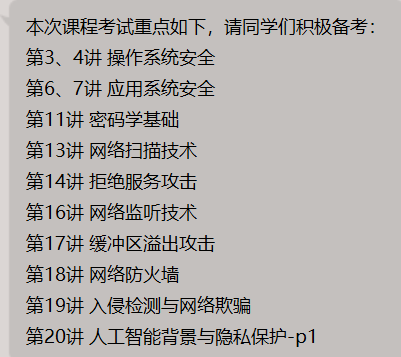 本次课程考试重点如下，请同学们积极备考：
第3、4讲 操作系统安全
第6、7讲 应用系统安全
第11讲 密码学基础
第13讲 网络扫描技术
第14讲 拒绝服务攻击
第16讲 网络监听技术
第17讲 缓冲区溢出攻击
第18讲 网络防火墙
第19讲 入侵检测与网络欺骗
第20讲 人工智能背景与隐私保护-p1